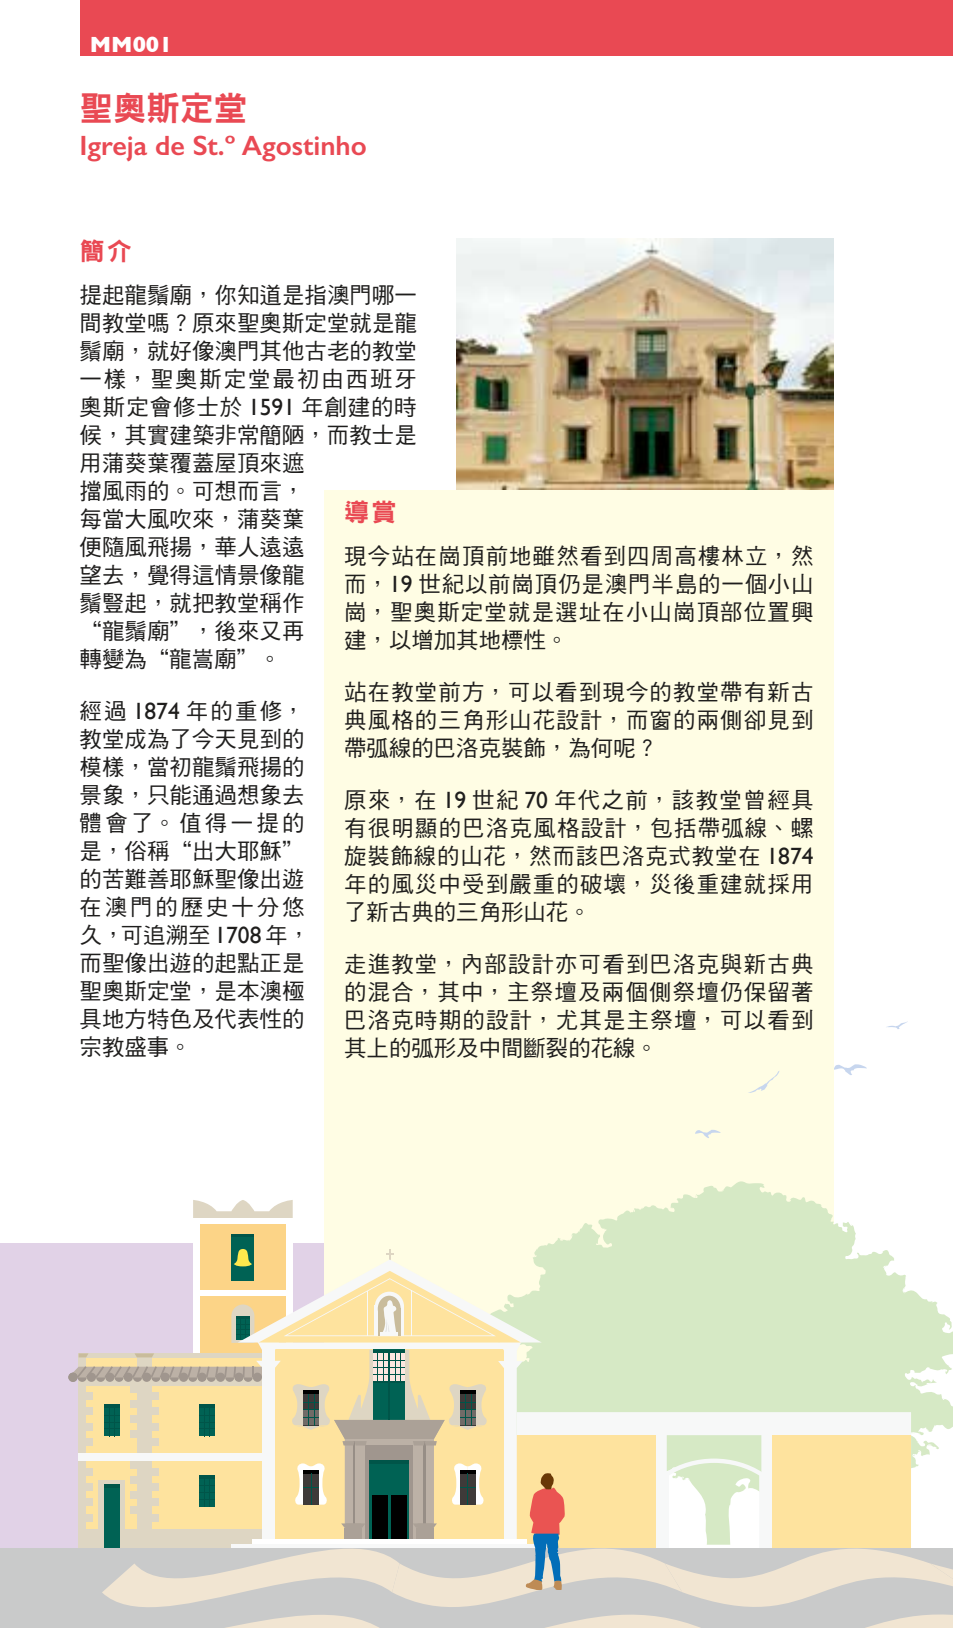 MM001
聖奧斯定堂
Igreja de St.º Agostinho
簡介
提起龍鬚廟，你知道是指澳門哪一
間教堂嗎？原來聖奧斯定堂就是龍
鬚廟，就好像澳門其他古老的教堂
一樣，聖奧斯定堂最初由西班牙
奧斯定會修士於 1591 年創建的時
候，其實建築非常簡陋，而教士是
用蒲葵葉覆蓋屋頂來遮
擋風雨的。可想而言，
每當大風吹來，蒲葵葉
便隨風飛揚，華人遠遠
望去，覺得這情景像龍
鬚豎起，就把教堂稱作
“龍鬚廟”，後來又再
轉變為“龍嵩廟”。
經過 1874 年的重修，
教堂成為了今天見到的
模樣，當初龍鬚飛揚的
景象，只能通過想象去
體會了。值得一提的
是，俗稱“出大耶穌”
的苦難善耶穌聖像出遊
在澳門的歷史十分悠
久，可追溯至 1708 年，
而聖像出遊的起點正是
聖奧斯定堂，是本澳極
具地方特色及代表性的
宗教盛事。
導賞
現今站在崗頂前地雖然看到四周高樓林立，然
而，19 世紀以前崗頂仍是澳門半島的一個小山
崗，聖奧斯定堂就是選址在小山崗頂部位置興
建，以增加其地標性。
站在教堂前方，可以看到現今的教堂帶有新古
典風格的三角形山花設計，而窗的兩側卻見到
帶弧線的巴洛克裝飾，為何呢？
原來，在 19 世紀 70 年代之前，該教堂曾經具
有很明顯的巴洛克風格設計，包括帶弧線、螺
旋裝飾線的山花，然而該巴洛克式教堂在 1874
年的風災中受到嚴重的破壞，災後重建就採用
了新古典的三角形山花。
走進教堂，內部設計亦可看到巴洛克與新古典
的混合，其中，主祭壇及兩個側祭壇仍保留著
巴洛克時期的設計，尤其是主祭壇，可以看到
其上的弧形及中間斷裂的花線。